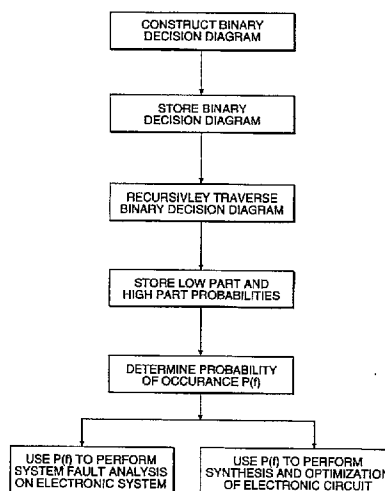 CONSTRUCT BINARY
DECISION DIAGRAM
STORE BINARY
DECISION DIAGRAM
RECURSIVLEY TRAVERSE
BINARY DECISION DIAGRAM
STORE LOW PART AND
HIGH PART PROBABILITIES
DETERMINE PROBABILITY
OF OCCURANCE P(f)
USE P(f) TO PERFORM
SYSTEM FAULT ANALYSIS
ON ELECTRONIC SYSTEM
USE P(f) TO PERFORM
SYNTHESIS AND OPTIMIZATION
OF ELECTRONIC CIRCUIT